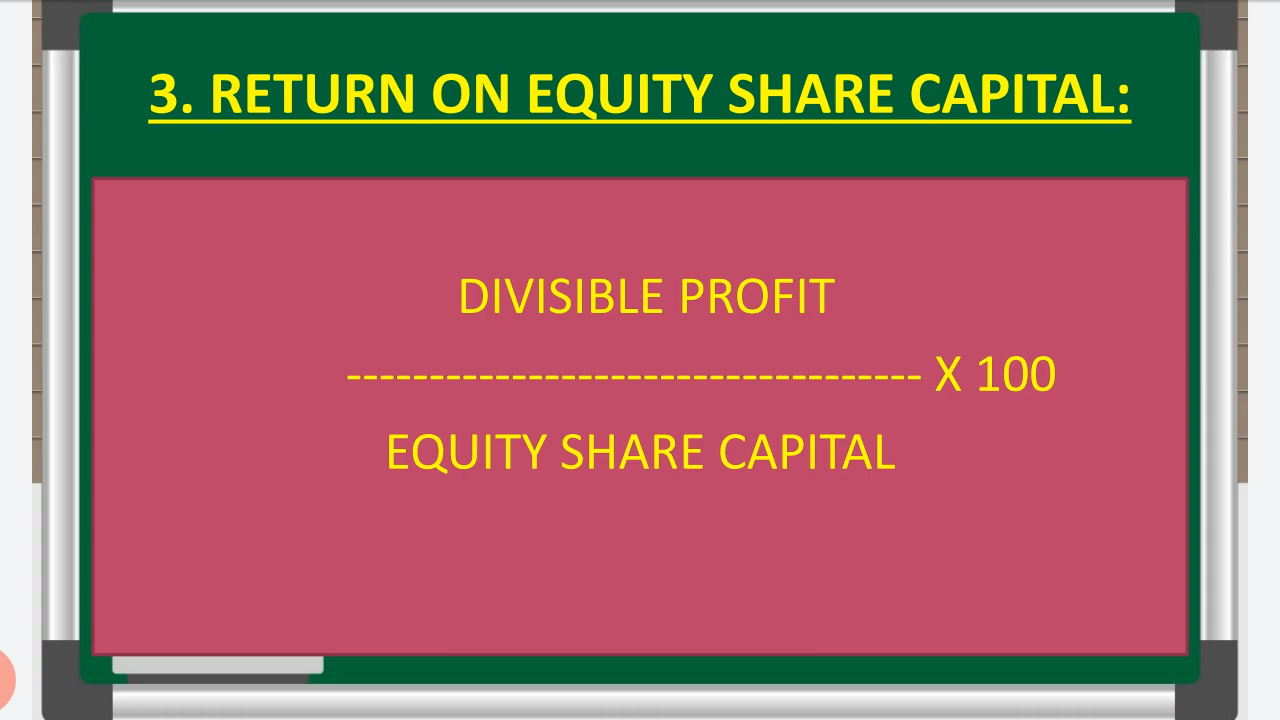 3. RETURN ON EQUITY SHARE CAPITAL:
DIVISIBLE PROFIT
----------------------------------- X 100
EQUITY SHARE CAPITAL